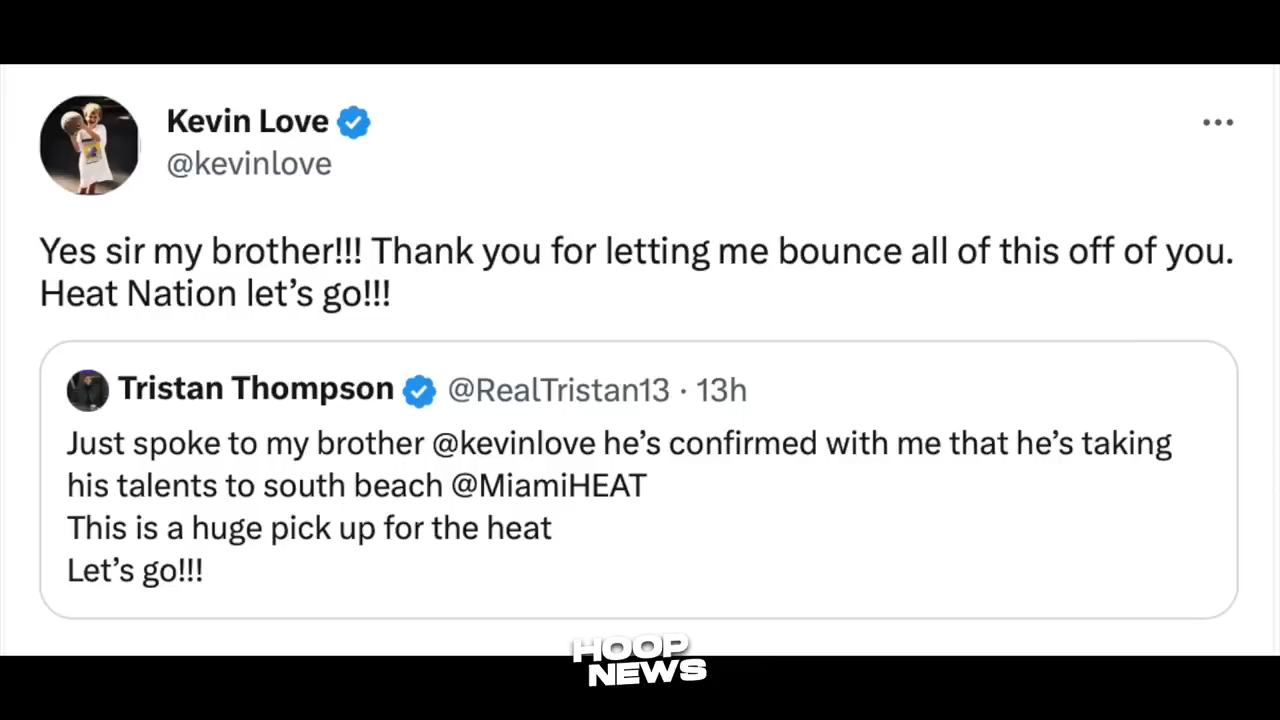 Kevin Love
@kevinlove
Yes sir my brother!!! Thank you for letting me bounce all of this off of you.
Heat Nation let’s go!!!
Tristan Thompson @RealTristan13 · 13h
Just spoke to my brother @kevinlove he’s confirmed with me that he’s taking
his talents to south beach @MiamiHEAT
This is a huge pick up for the heat
Let’s go!!!
HOOP
NEWS